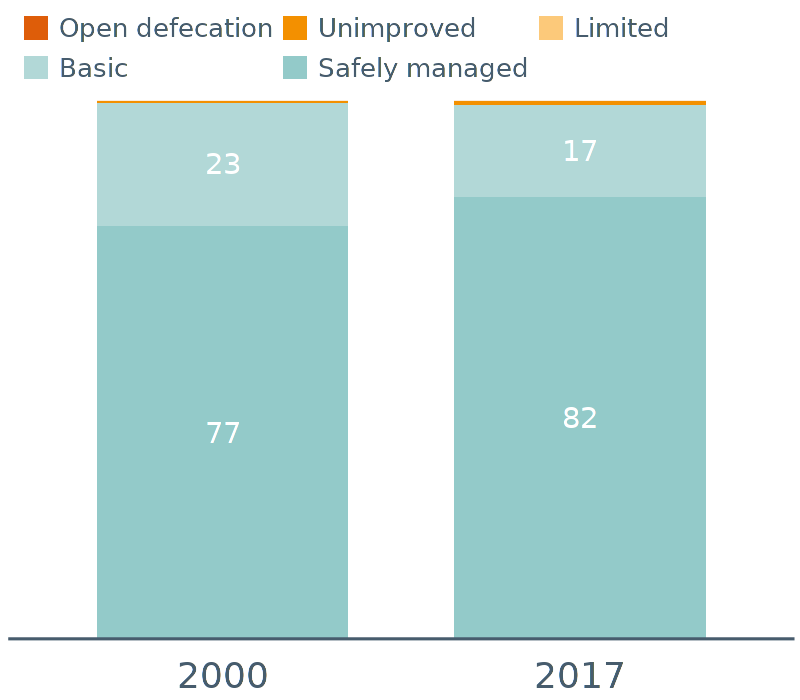 Open defecation Unimproved Limited
Basic Safely managed
23 17
77 82
2000 2017